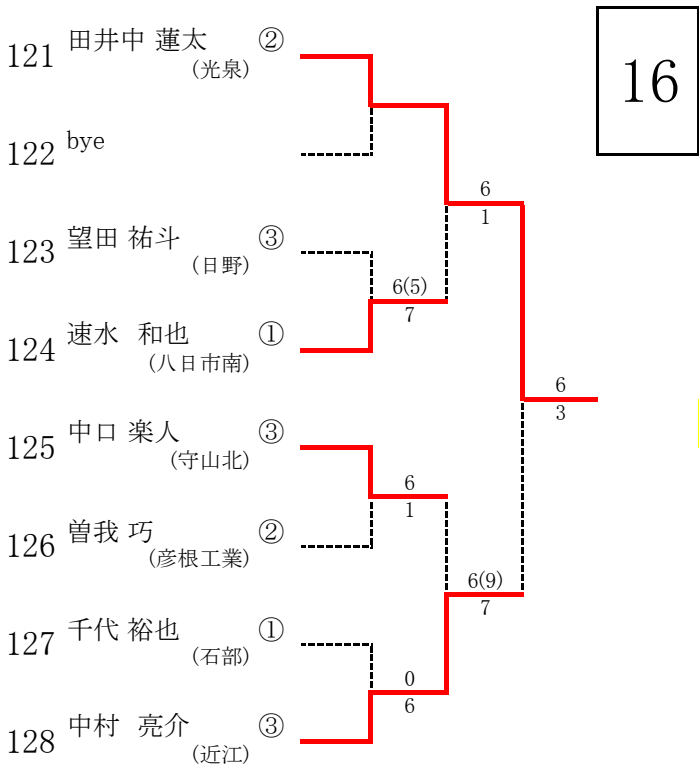 16
121 田井中 蓮太 ②
(光泉)
122 bye
6
1
123 望田 祐斗 ③
(日野)
6(5)
7
124 速水 和也 ①
(八日市南)
6
3
125 中口 楽人 ③
(守山北)
6
1
126 曽我 巧 ②
(彦根工業)
6(9)
7
127 千代 裕也 ①
(石部)
0
6
128 中村 亮介 ③
(近江)